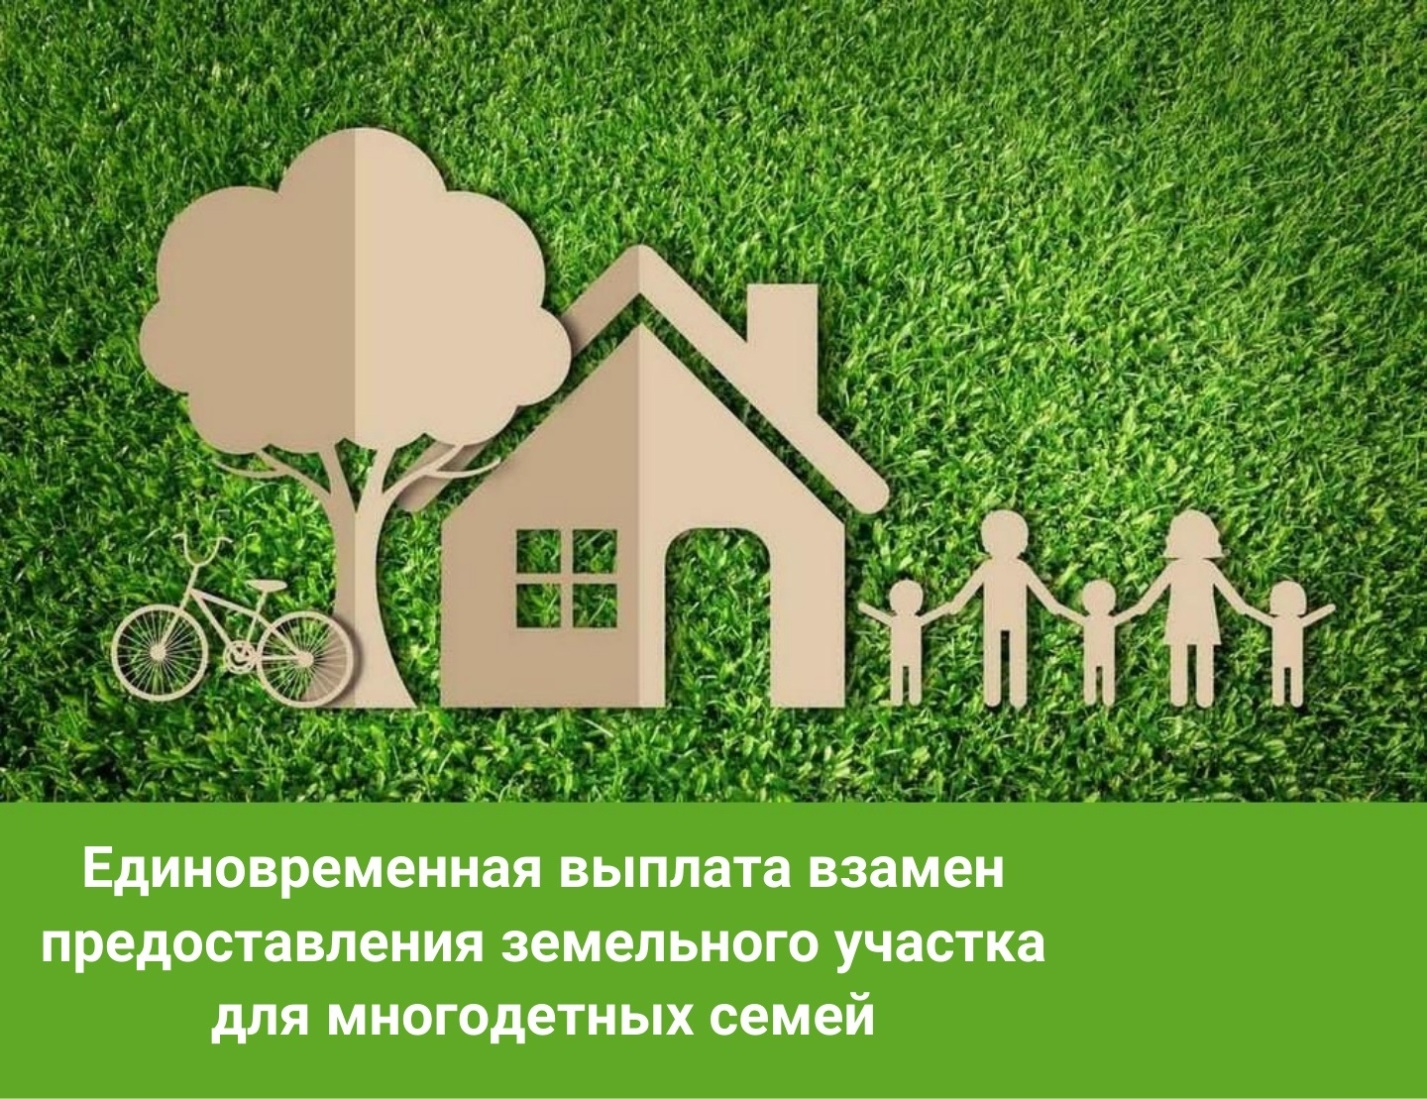 Единовременная выплата взамен
предоставления земельного участка
для многодетных семей